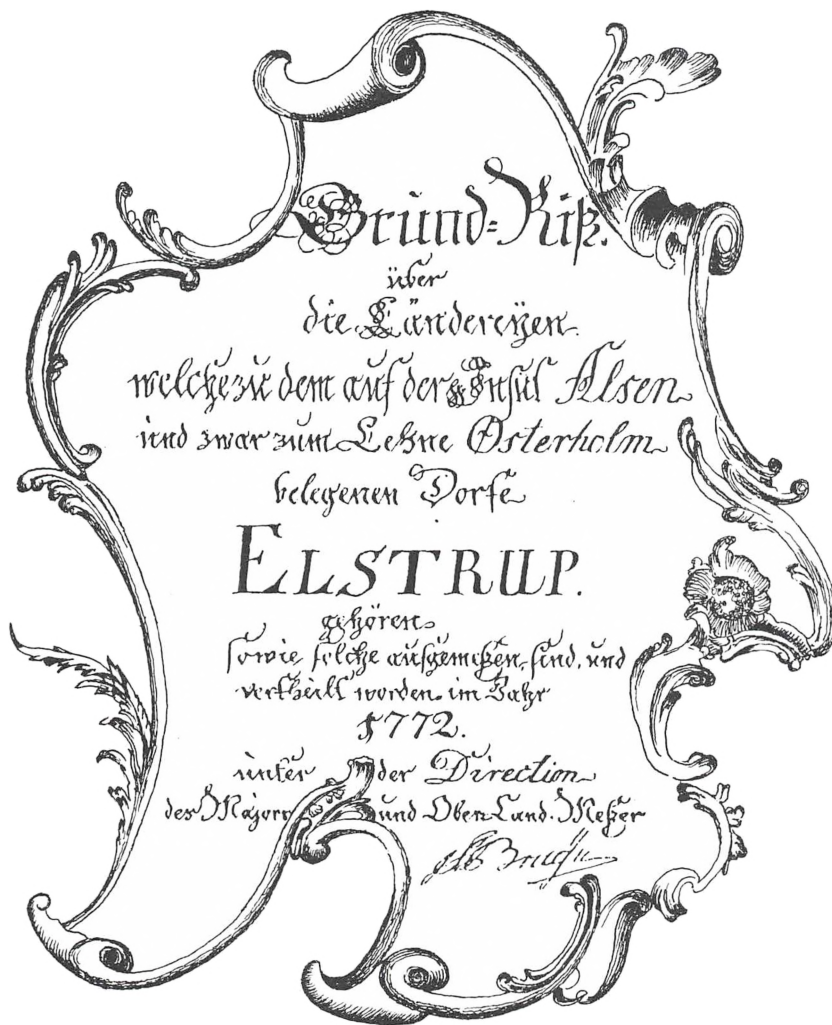 Grund-Riß.
über
die Ländereyen
welche zu dem auf der Insul Alsen
und zwar zum Lehne Osterholm
belegenen Dorfe
ELSTRUP.
gehören
sowie solche ausgemeßen, sind, und
vertheilt worden im Jahr
1772.
unter der Direction
des Majorn und Ober Land-Meßer